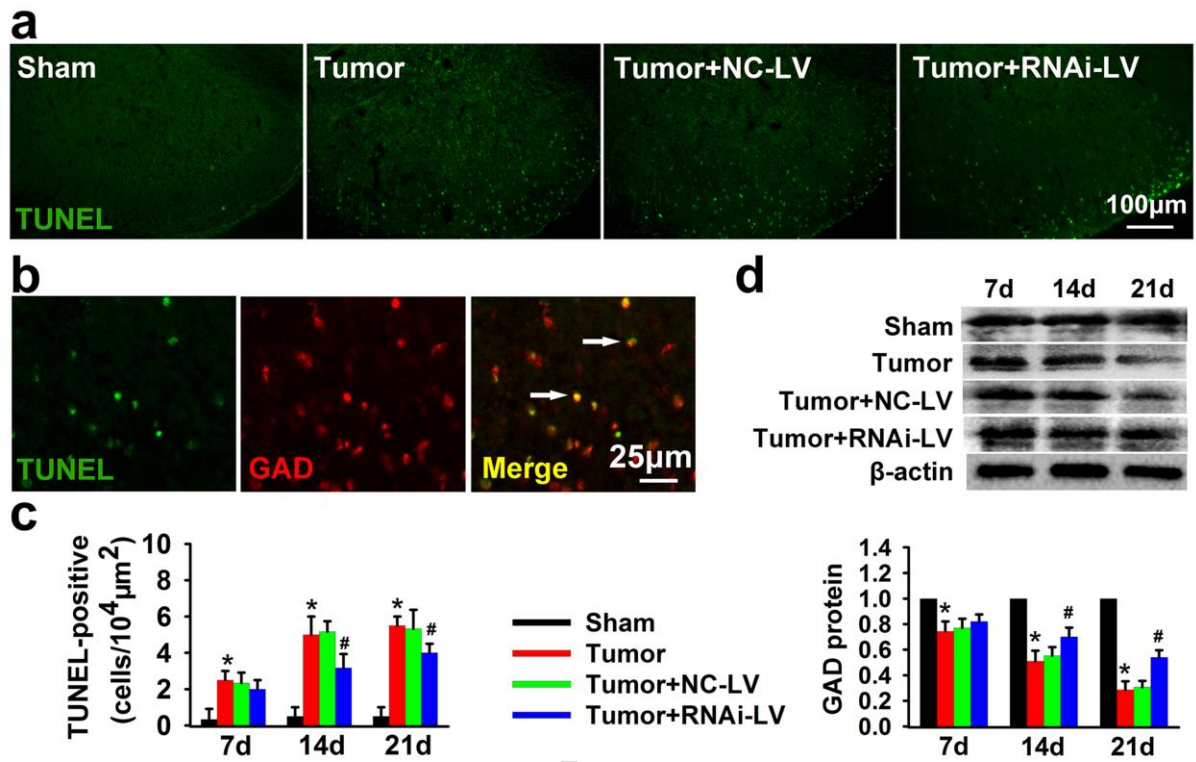 a
Sham Tumor Tumor+NC-LV Tumor+RNAi-LV
TUNEL 100μm
b
TUNEL GAD Merge 25μm
d
7d 14d 21d
Sham
Tumor
Tumor+NC-LV
Tumor+RNAi-LV
β-actin
c
TUNEL-positive
(cells/10⁴μm²)
10
8
6
4
2
0
* * # * #
7d 14d 21d
Sham
Tumor
Tumor+NC-LV
Tumor+RNAi-LV
GAD protein
1.4
1.2
1.0
0.8
0.6
0.4
0.2
0
* * # * #
7d 14d 21d